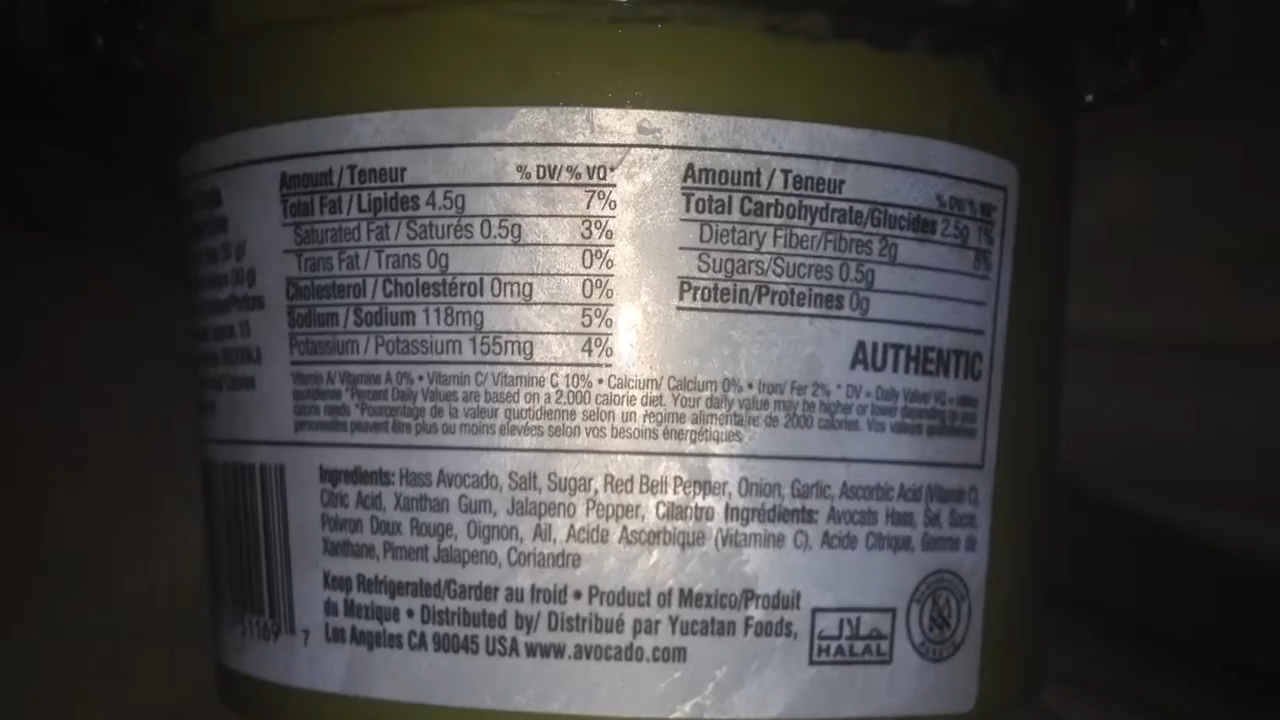 Amount / Teneur % DV/ % VQ*
Total Fat / Lipides 4.5g 7%
Saturated Fat / Saturés 0.5g 3%
Trans Fat / Trans 0g 0%
Cholesterol / Cholestérol 0mg 0%
Sodium / Sodium 118mg 5%
Potassium / Potassium 155mg 4%
Amount / Teneur % DV/% VQ*
Total Carbohydrate/Glucides 2.5g 1%
Dietary Fiber/Fibres 2g 8%
Sugars/Sucres 0.5g
Protein/Proteines 0g
AUTHENTIC
Vitamin A/ Vitamine A 0% • Vitamin C/ Vitamine C 10% • Calcium/ Calcium 0% • Iron/ Fer 2% * DV = Daily Value/ VQ = valeur
quotidienne *Percent Daily Values are based on a 2,000 calorie diet. Your daily value may be higher or lower depending on your
calorie needs *Pourcentage de la valeur quotidienne selon un regime alimentaire de 2000 calories. Vos valeurs quotidiennes
personnelles peuvent être plus ou moins elevées selon vos besoins énergétiques
Ingredients: Hass Avocado, Salt, Sugar, Red Bell Pepper, Onion, Garlic, Ascorbic Acid (Vitamin C),
Citric Acid, Xanthan Gum, Jalapeno Pepper, Cilantro Ingrédients: Avocats Hass, Sel, Sucre,
Poivron Doux Rouge, Oignon, Ail, Acide Ascorbique (Vitamine C), Acide Citrique, Gomme de
Xanthane, Piment Jalapeno, Coriandre
Keep Refrigerated/Garder au froid • Product of Mexico/Produit
du Mexique • Distributed by/ Distribué par Yucatan Foods,
Los Angeles CA 90045 USA www.avocado.com
51169 7
حلال
HALAL